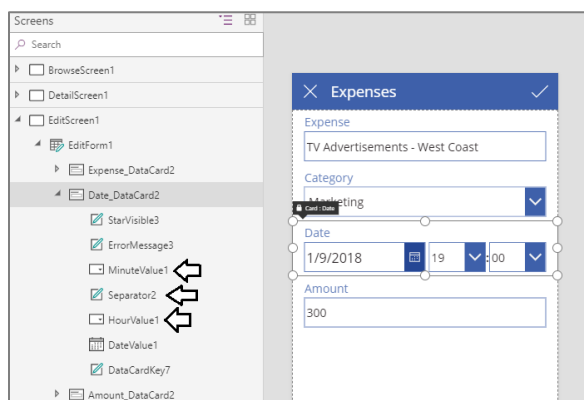 Screens
Search
BrowseScreen1
DetailScreen1
EditScreen1
EditForm1
Expense_DataCard2
Date_DataCard2
StarVisible3
ErrorMessage3
MinuteValue1
Separator2
HourValue1
DateValue1
DataCardKey7
Amount_DataCard2
Expenses
Expense
TV Advertisements - West Coast
Category
Marketing
Card : Date
Date
1/9/2018 19 : 00
Amount
300